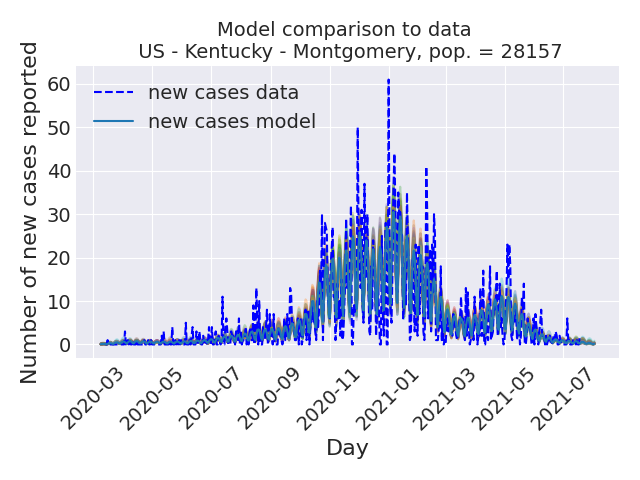 Model comparison to data
US - Kentucky - Montgomery, pop. = 28157
Number of new cases reported
60
50
40
30
20
10
0
new cases data
new cases model
2020-03
2020-05
2020-07
2020-09
2020-11
2021-01
2021-03
2021-05
2021-07
Day